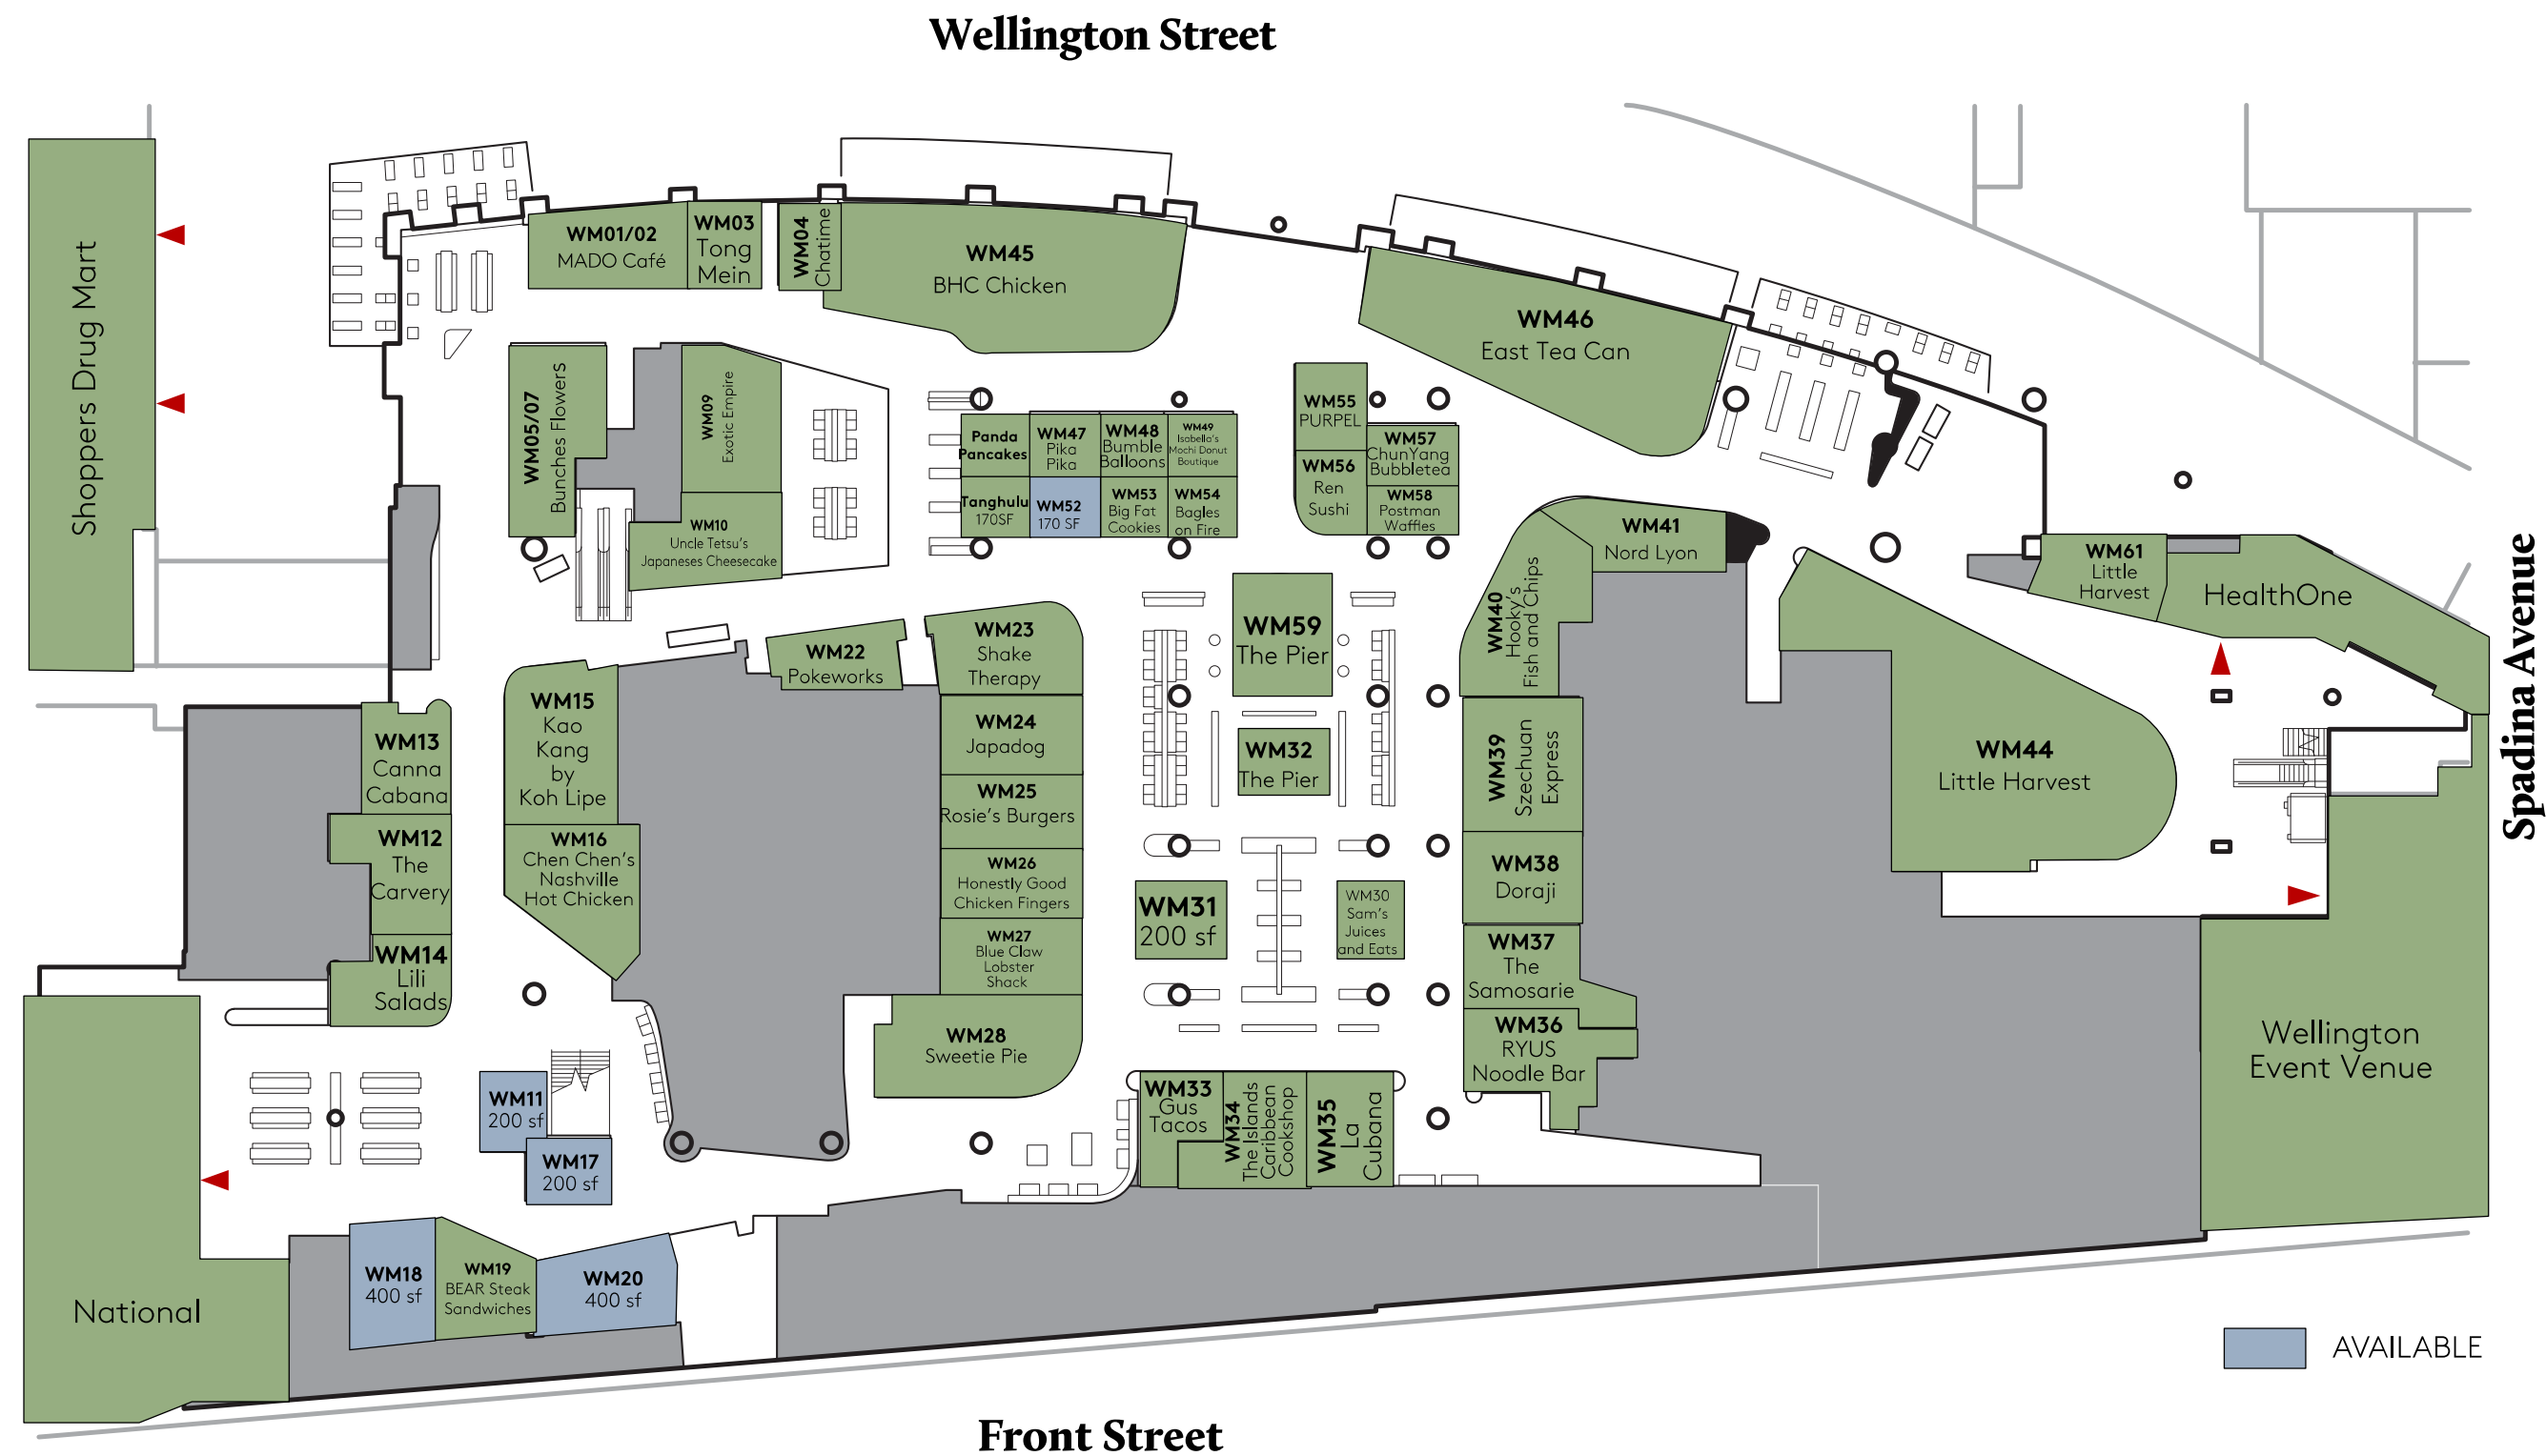 Wellington Street
Shoppers Drug Mart
WM01/02
MADO Café
WM03
Tong
Mein
WM04
Chatime
WM45
BHC Chicken
WM46
East Tea Can
WM05/07
Bunches Flowers
WM09
Exotic Empire
WM10
Uncle Tetsu's
Japaneses Cheesecake
Panda
Pancakes
WM47
Pika
Pika
WM48
Bumble
Balloons
WM49
Isabella's
Mochi Donut
Boutique
Tanghulu
170SF
WM52
170 SF
WM53
Big Fat
Cookies
WM54
Bagles
on Fire
WM55
PURPEL
WM56
Ren
Sushi
WM57
ChunYang
Bubbletea
WM58
Postman
Waffles
WM41
Nord Lyon
WM40
Hooky's
Fish and Chips
WM61
Little
Harvest
HealthOne
Spadina Avenue
WM59
The Pier
WM32
The Pier
WM22
Pokeworks
WM23
Shake
Therapy
WM24
Japadog
WM25
Rosie's Burgers
WM26
Honestly Good
Chicken Fingers
WM27
Blue Claw
Lobster
Shack
WM28
Sweetie Pie
WM15
Kao
Kang
by
Koh Lipe
WM16
Chen Chen's
Nashville
Hot Chicken
WM13
Canna
Cabana
WM12
The
Carvery
WM14
Lili
Salads
WM39
Szechuan
Express
WM38
Doraji
WM37
The
Samosarie
WM36
RYUS
Noodle Bar
WM44
Little Harvest
WM31
200 sf
WM30
Sam's
Juices
and Eats
WM33
Gus
Tacos
WM34
The Islands
Caribbean
Cookshop
WM35
La
Cubana
Wellington
Event Venue
WM11
200 sf
WM17
200 sf
WM18
400 sf
WM19
BEAR Steak
Sandwiches
WM20
400 sf
National
AVAILABLE
Front Street